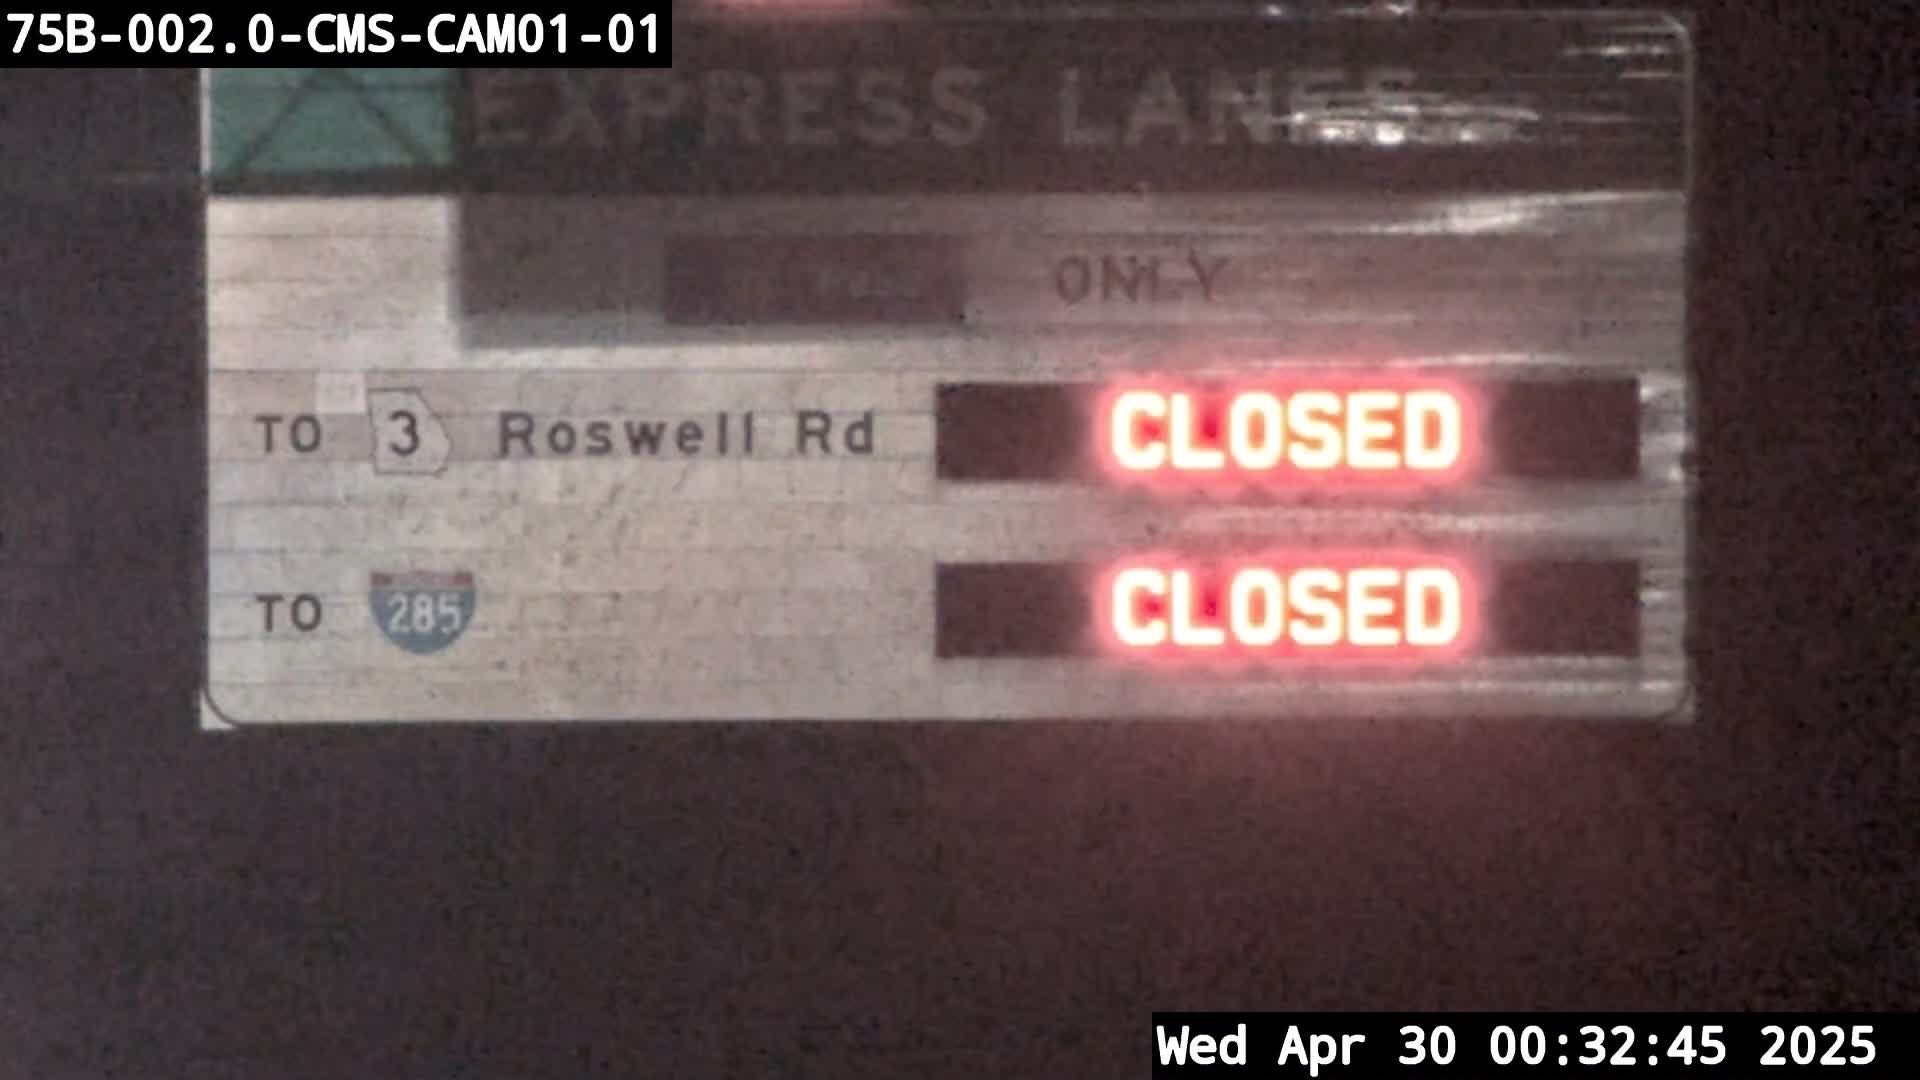 75B-002.0-CMS-CAM01-01
EXPRESS LANES
ONLY
TO 3 Roswell Rd CLOSED
TO 285 CLOSED
Wed Apr 30 00:32:45 2025